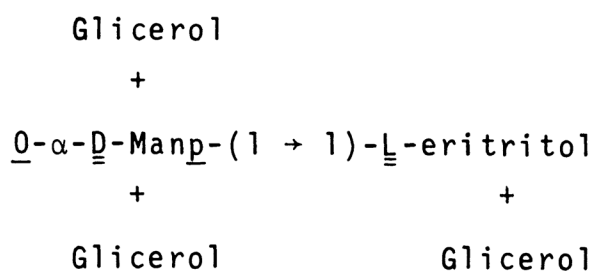 Glicerol
+
O-α-D-Manp-(1 → 1)-L-eritritol
+ +
Glicerol Glicerol